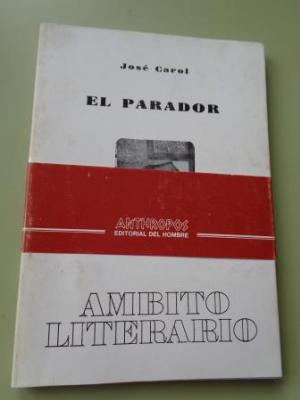 José Carol
EL PARADOR
ANTHROPOS
EDITORIAL DEL HOMBRE
AMBITO
LITERARIO